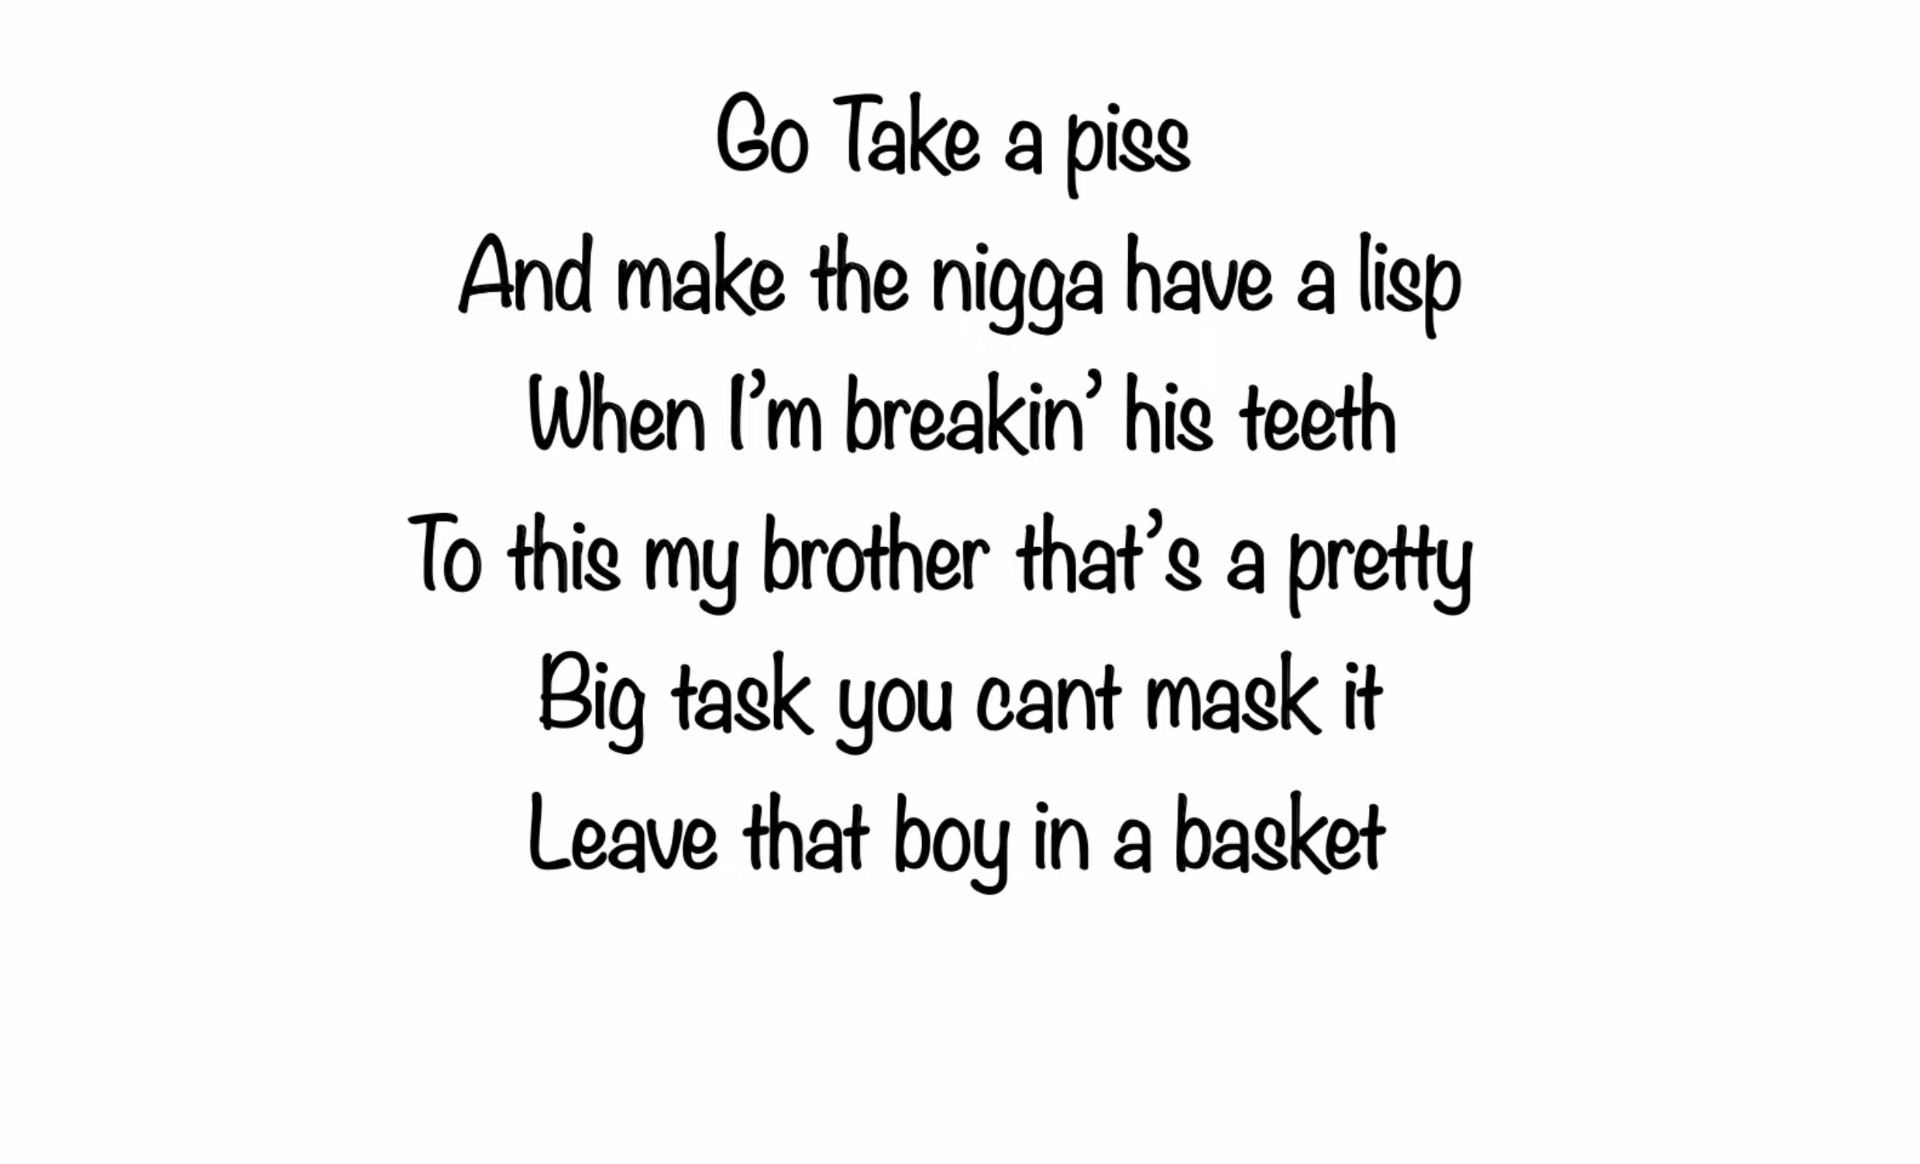 Go Take a piss
And make the nigga have a lisp
When I'm breakin' his teeth
To this my brother that's a pretty
Big task you cant mask it
Leave that boy in a basket